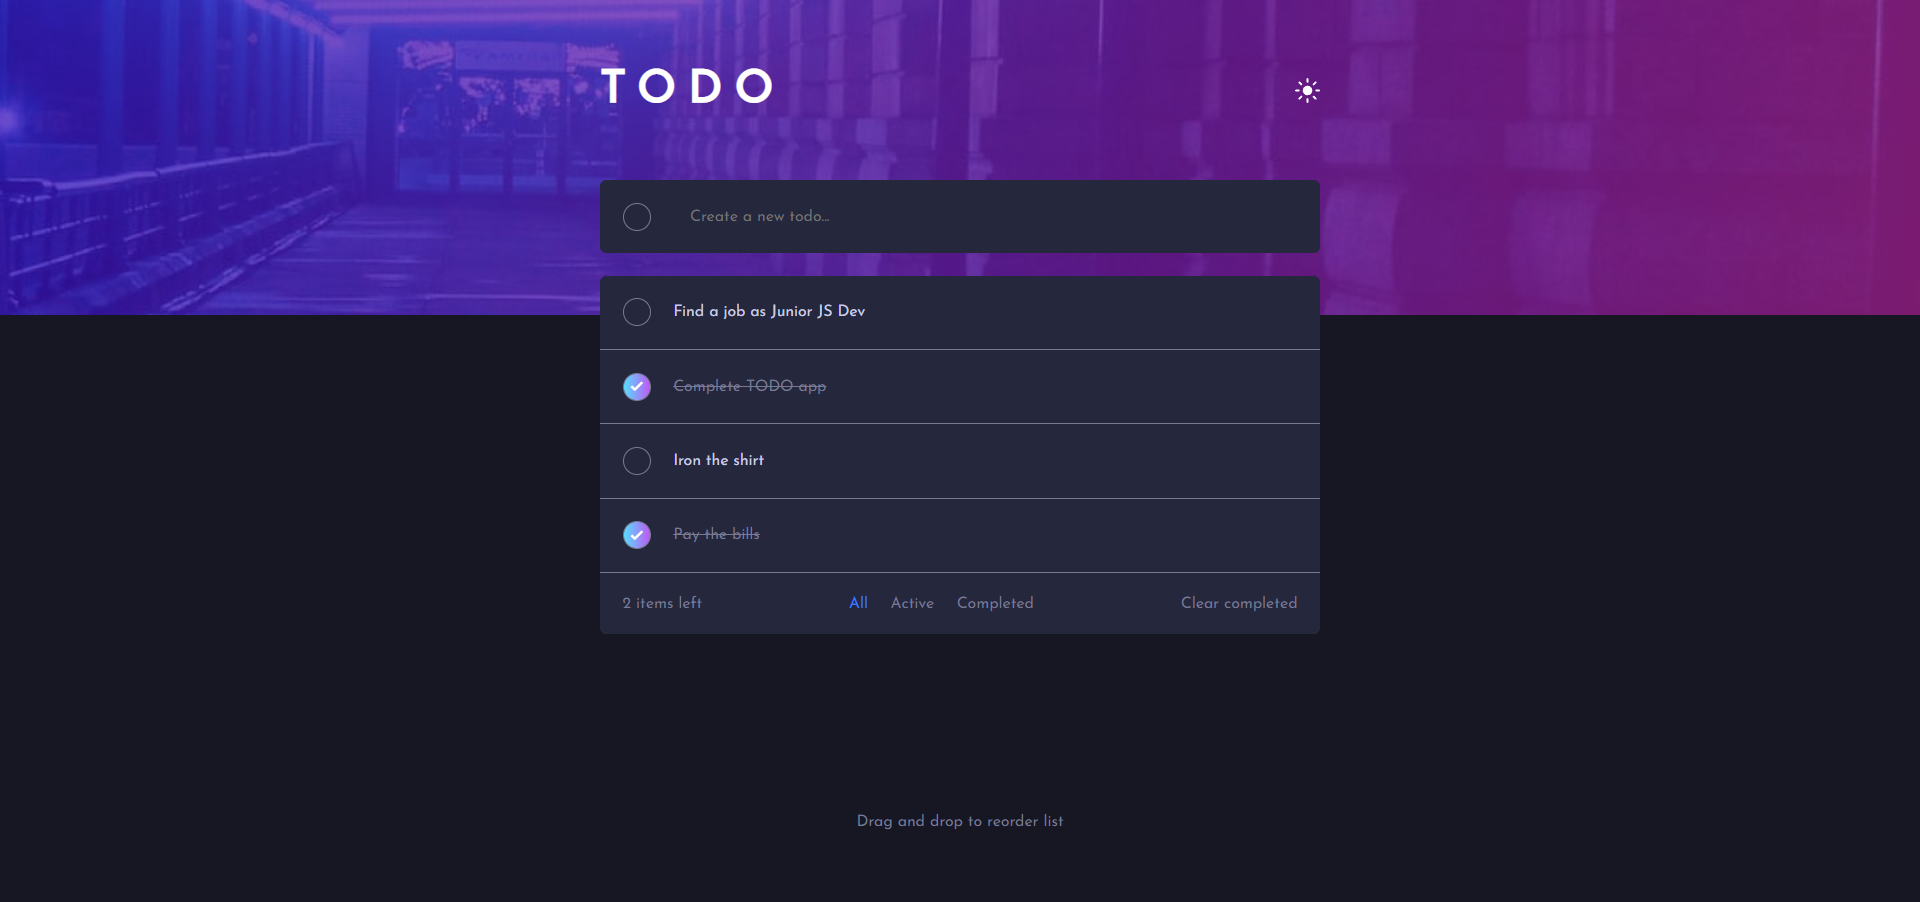 TODO
Create a new todo...
Find a job as Junior JS Dev
Complete TODO app
Iron the shirt
Pay the bills
2 items left All Active Completed Clear completed
Drag and drop to reorder list